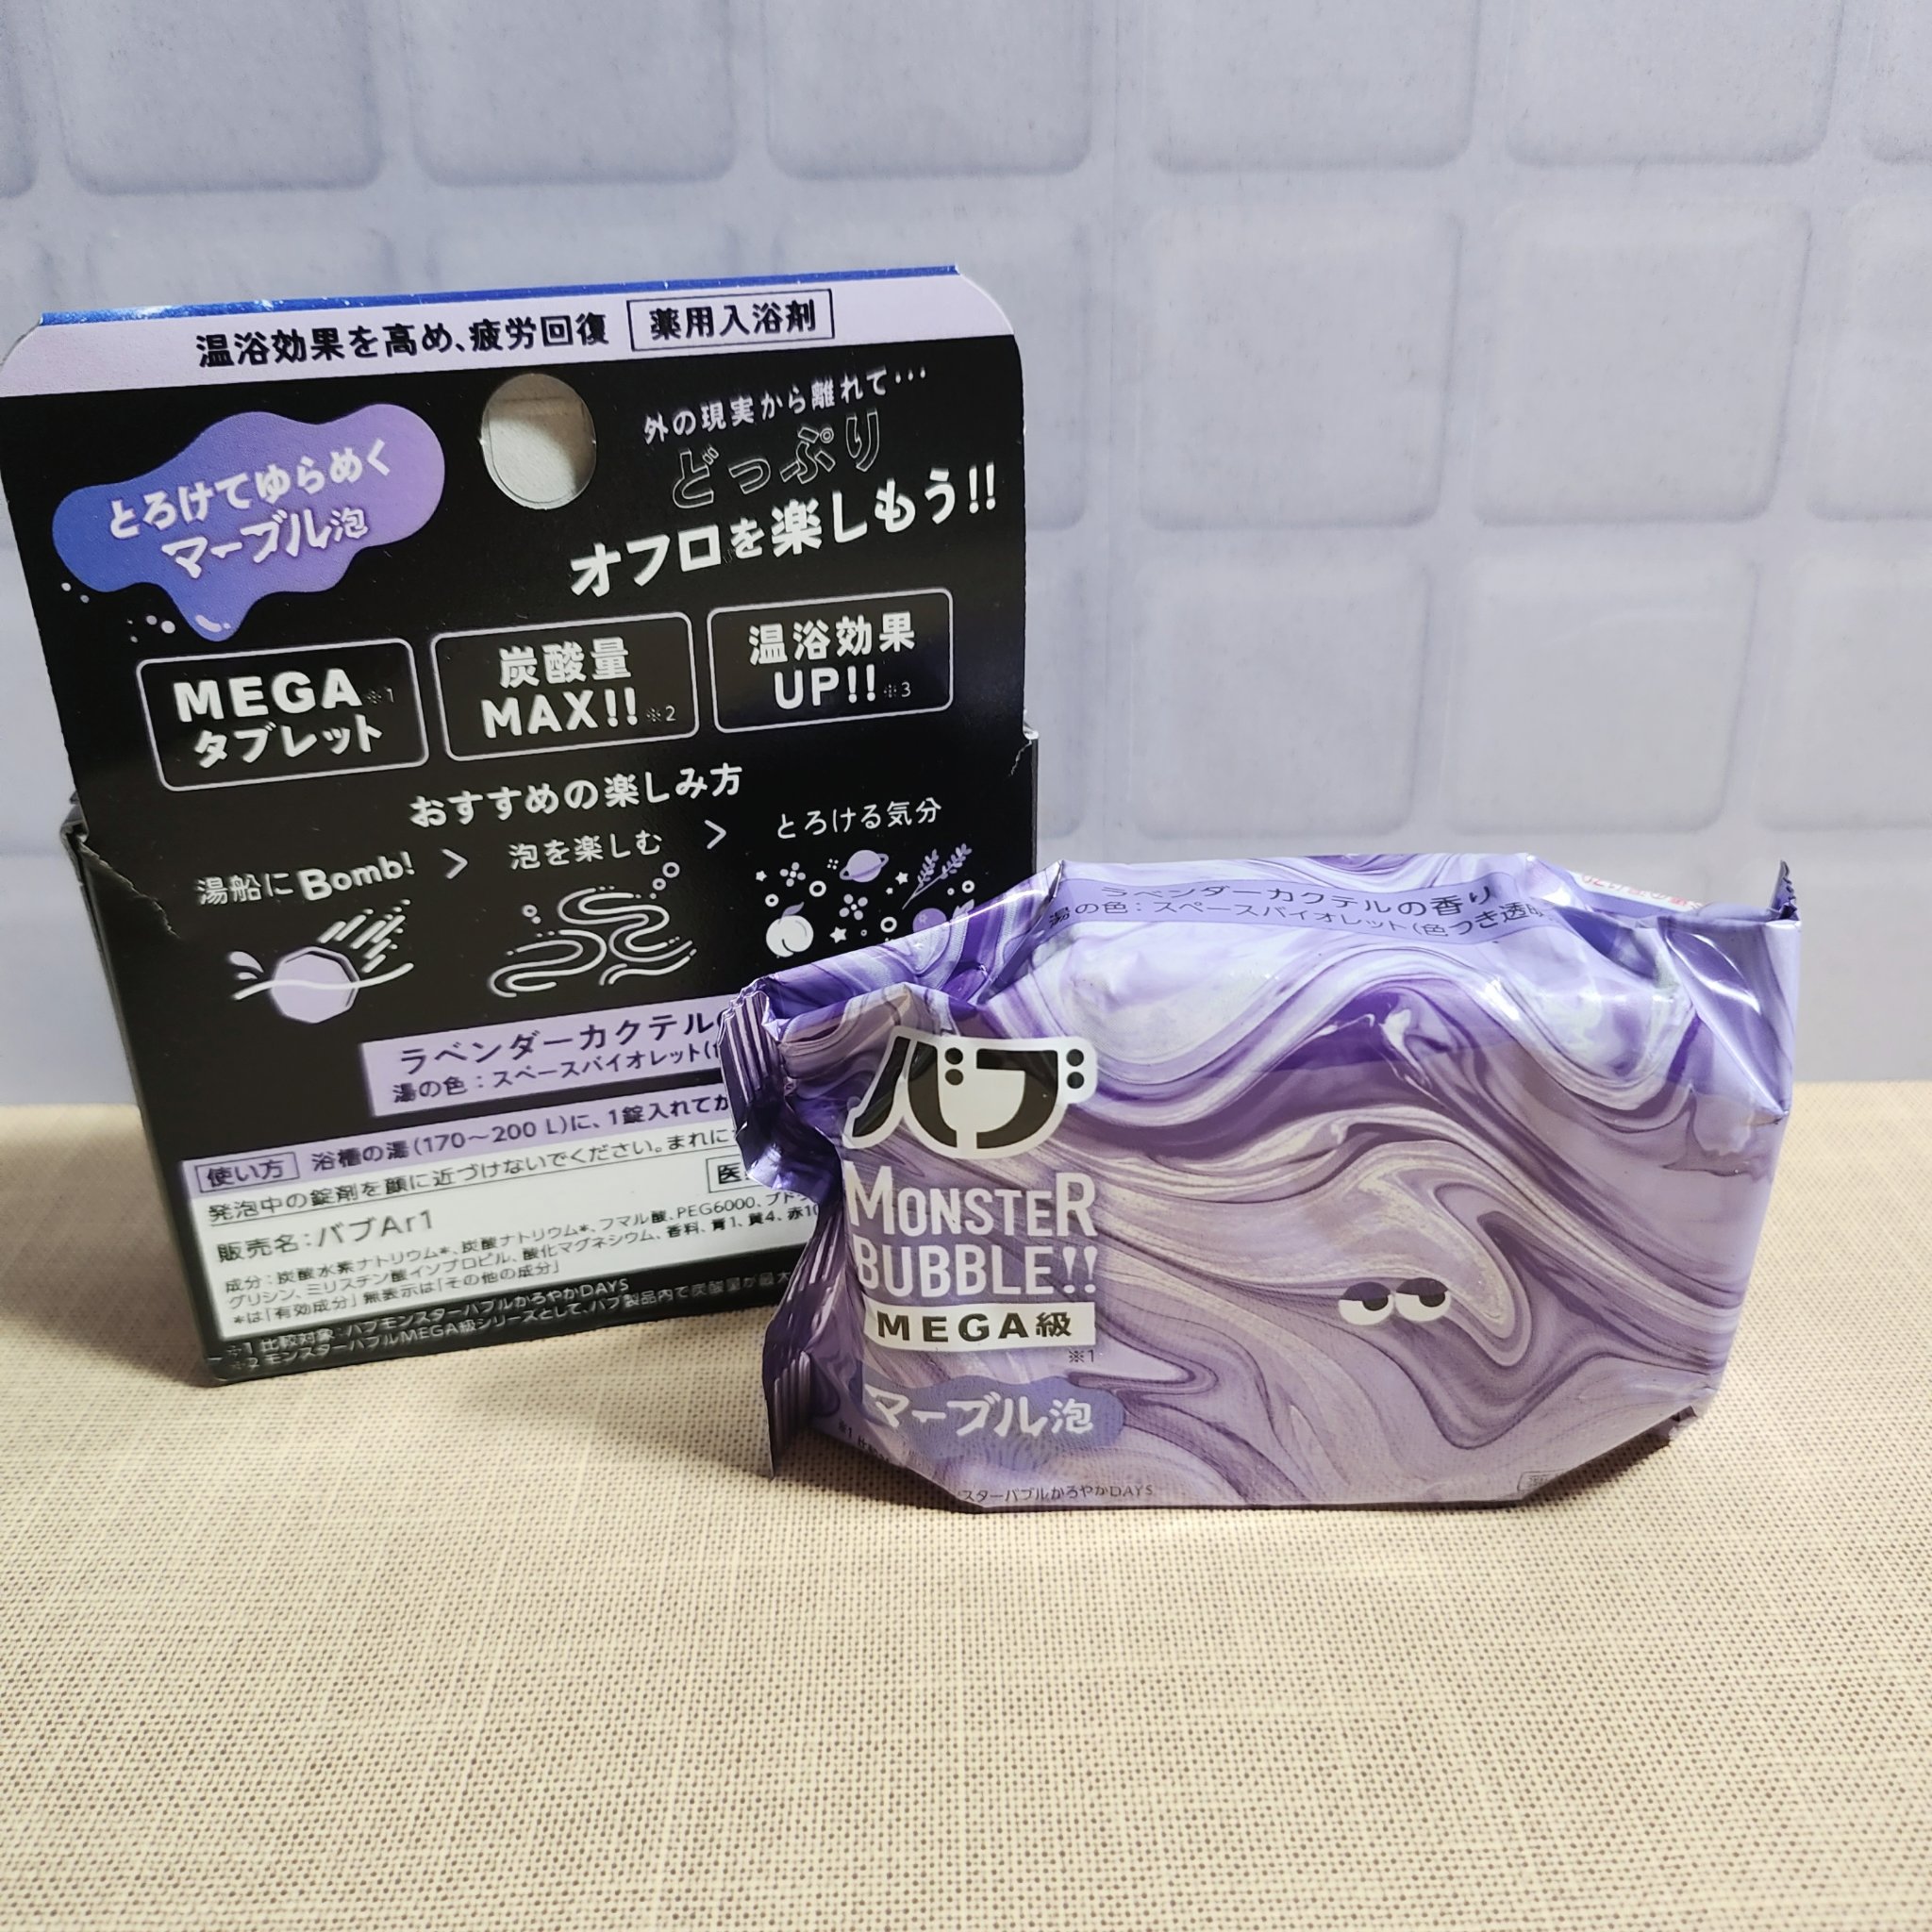 温浴効果を高め、疲労回復 薬用入浴剤
とろけてゆらめく
マーブル泡
外の現実から離れて…
どっぷり
オフロを楽しもう!!
MEGA※1
タブレット
炭酸量
MAX!!※2
温浴効果
UP!!※3
おすすめの楽しみ方
湯船にBomb! > 泡を楽しむ > とろける気分
ラベンダーカクテルの
湯の色：スペースバイオレット(
使い方 浴槽の湯(170～200 L)に、1錠入れて
発泡中の錠剤を顔に近づけないでください。まれに
医
販売名：バブAr1
成分：炭酸水素ナトリウム*、炭酸ナトリウム*、フマル酸、PEG6000、ブド
グリシン、ミリスチン酸イソプロピル、酸化マグネシウム、香料、青1、黄4、赤10
*は「有効成分」無表示は「その他の成分」
※1 比較対象：バブモンスターバブルかろやかDAYS
※2 モンスターバブルMEGA級シリーズとして、バブ製品内で炭酸量が最大
ラベンダーカクテルの香り
湯の色：スペースバイオレット(色つき透明
バブ
MONSTER
BUBBLE!!
MEGA級
※1
マーブル泡
スターバブルかろやかDAYS